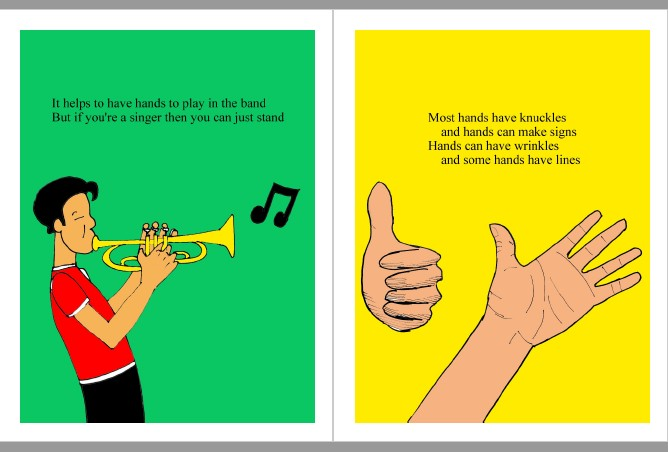 It helps to have hands to play in the band
But if you're a singer then you can just stand
Most hands have knuckles
and hands can make signs
Hands can have wrinkles
and some hands have lines